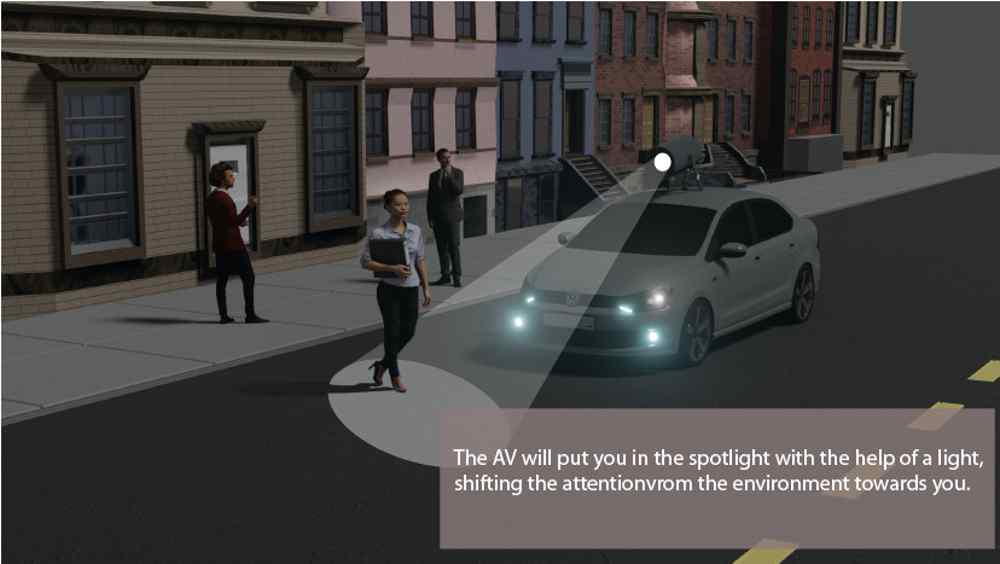 The AV will put you in the spotlight with the help of a light,
shifting the attentionvrom the environment towards you.